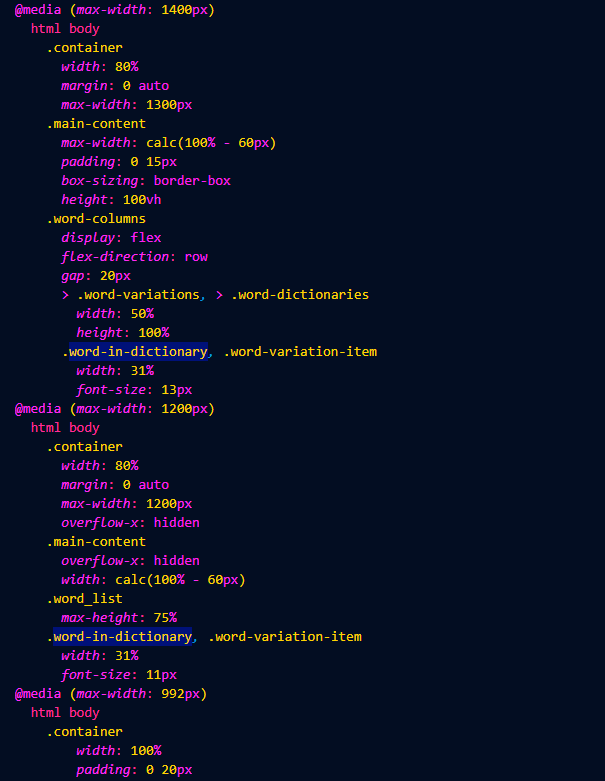 @media (max-width: 1400px)
  html body
    .container
      width: 80%
      margin: 0 auto
      max-width: 1300px
    .main-content
      max-width: calc(100% - 60px)
      padding: 0 15px
      box-sizing: border-box
      height: 100vh
    .word-columns
      display: flex
      flex-direction: row
      gap: 20px
      > .word-variations, > .word-dictionaries
        width: 50%
        height: 100%
      .word-in-dictionary, .word-variation-item
        width: 31%
        font-size: 13px
@media (max-width: 1200px)
  html body
    .container
      width: 80%
      margin: 0 auto
      max-width: 1200px
      overflow-x: hidden
    .main-content
      overflow-x: hidden
      width: calc(100% - 60px)
    .word_list
      max-height: 75%
    .word-in-dictionary, .word-variation-item
      width: 31%
      font-size: 11px
@media (max-width: 992px)
  html body
    .container
        width: 100%
        padding: 0 20px